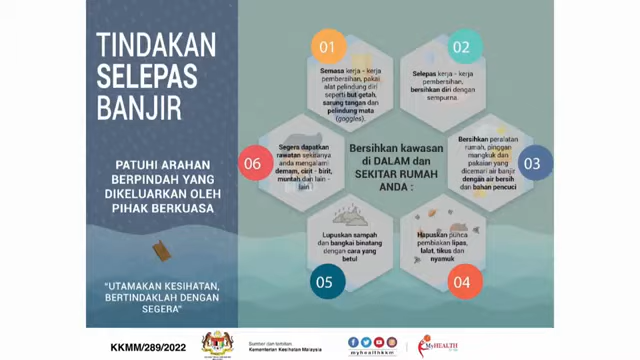 TINDAKAN
SELEPAS
BANJIR
PATUHI ARAHAN
BERPINDAH YANG
DIKELUARKAN OLEH
PIHAK BERKUASA
"UTAMAKAN KESIHATAN,
BERTINDAKLAH DENGAN
SEGERA"
Bersihkan kawasan
di DALAM dan
SEKITAR RUMAH
ANDA :
01
Semasa kerja - kerja
pembersihan, pakai
alat pelindung diri
seperti but getah,
sarung tangan dan
pelindung mata
(goggles).
02
Selepas kerja - kerja
pembersihan,
bersihkan diri dengan
sempurna.
03
Bersihkan peralatan
rumah, pinggan
mangkuk dan
pakaian yang
dicemari air banjir
dengan air bersih
dan bahan pencuci
04
Hapuskan punca
pembiakan lipas,
lalat, tikus dan
nyamuk
05
Lupuskan sampah
dan bangkai binatang
dengan cara yang
betul
06
Segera dapatkan
rawatan sekiranya
anda mengalami
demam, cirit - birit,
muntah dan lain -
lain
KKMM/289/2022
Sumber dan terbitan
Kementerian Kesihatan Malaysia
myhealthkkm
MyHEALTH